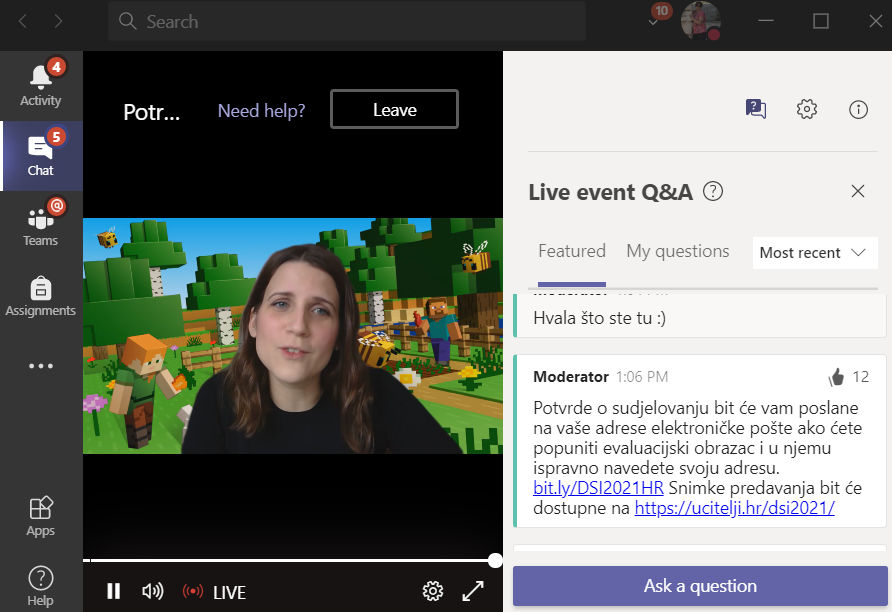 Search
10
4
Activity
5
Chat
@
Teams
Assignments
Apps
Help
Potr...
Need help?
Leave
LIVE
Live event Q&A
Featured
My questions
Most recent
Hvala što ste tu :)
Moderator 1:06 PM
12
Potvrde o sudjelovanju bit će vam poslane
na vaše adrese elektroničke pošte ako ćete
popuniti evaluacijski obrazac i u njemu
ispravno navedete svoju adresu.
bit.ly/DSI2021HR Snimke predavanja bit će
dostupne na https://ucitelji.hr/dsi2021/
Ask a question